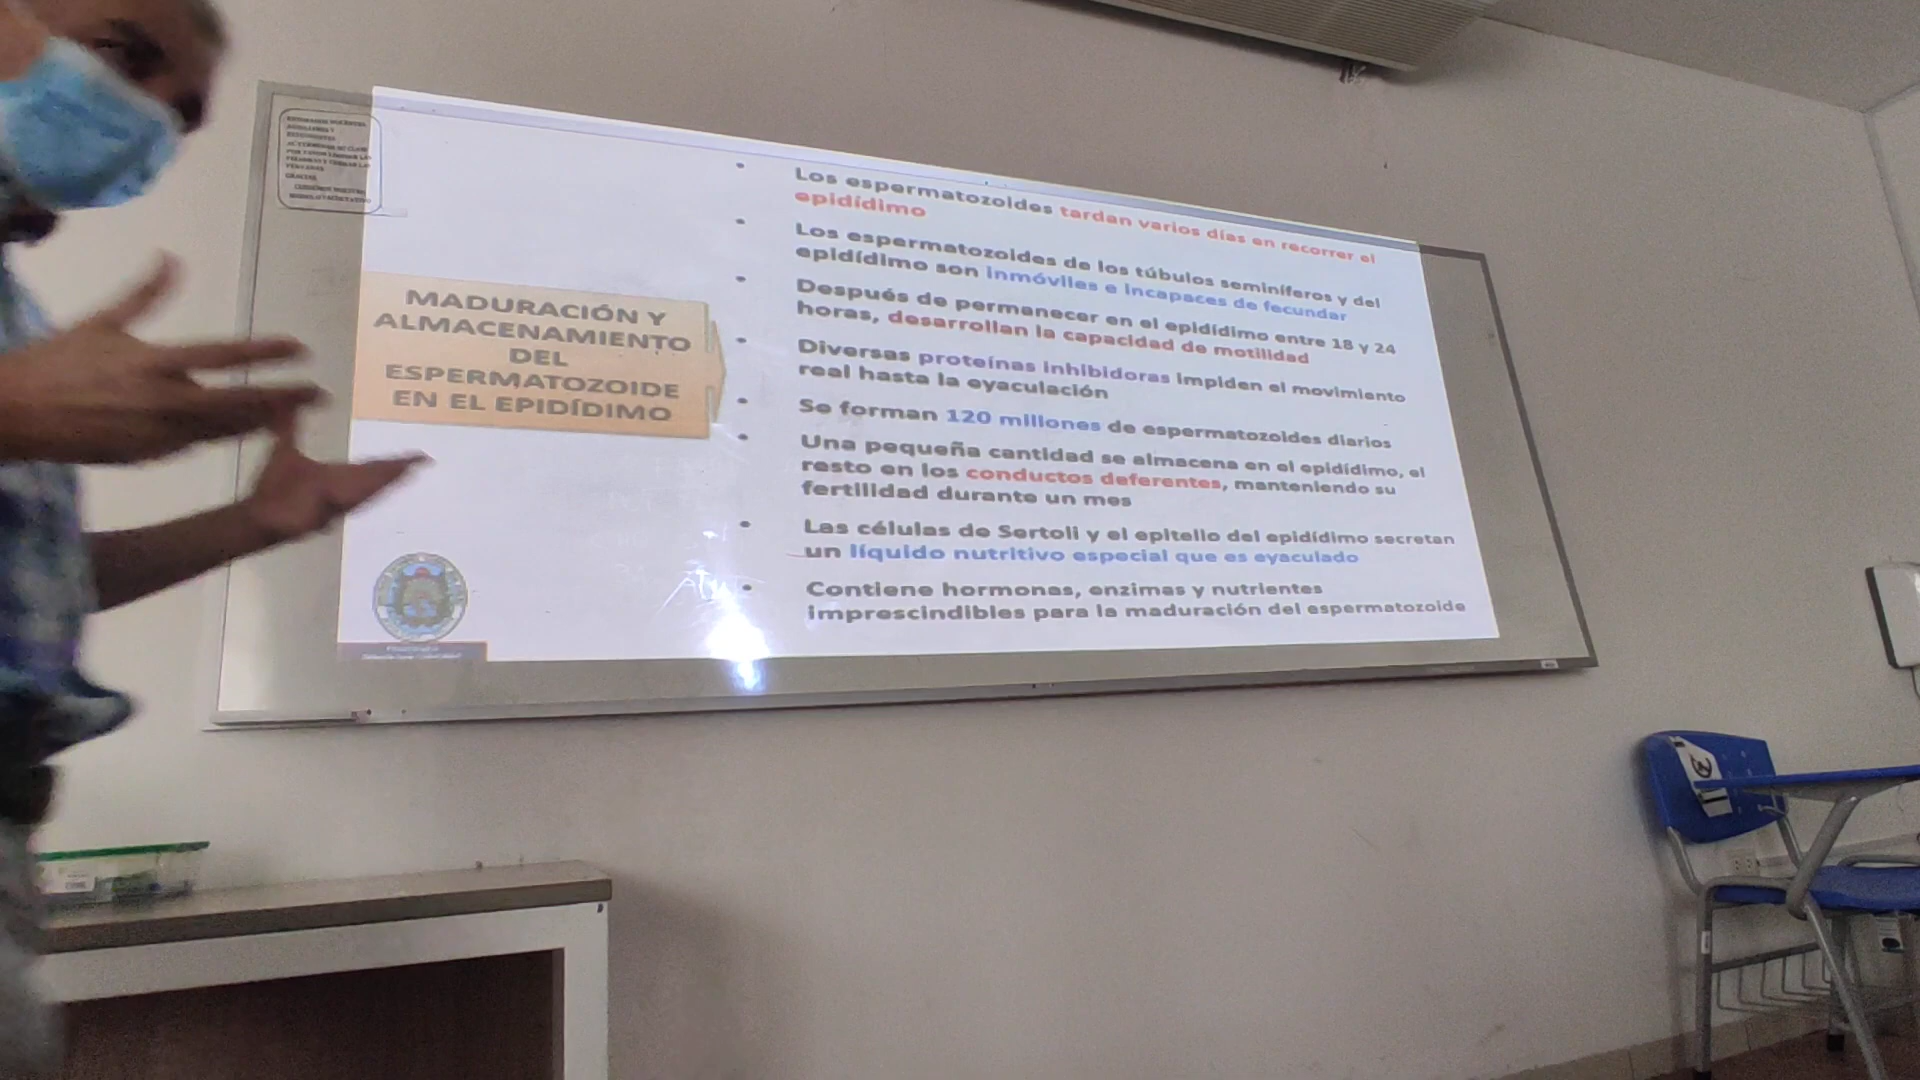 MADURACIÓN Y
ALMACENAMIENTO
DEL
ESPERMATOZOIDE
EN EL EPIDÍDIMO
• Los espermatozoides tardan varios días en recorrer el
epidídimo
• Los espermatozoides de los túbulos seminíferos y del
epidídimo son inmóviles e incapaces de fecundar
• Después de permanecer en el epidídimo entre 18 y 24
horas, desarrollan la capacidad de motilidad
• Diversas proteínas inhibidoras impiden el movimiento
real hasta la eyaculación
• Se forman 120 millones de espermatozoides diarios
• Una pequeña cantidad se almacena en el epidídimo, el
resto en los conductos deferentes, manteniendo su
fertilidad durante un mes
• Las células de Sertoli y el epitelio del epidídimo secretan
un líquido nutritivo especial que es eyaculado
• Contiene hormonas, enzimas y nutrientes
imprescindibles para la maduración del espermatozoide